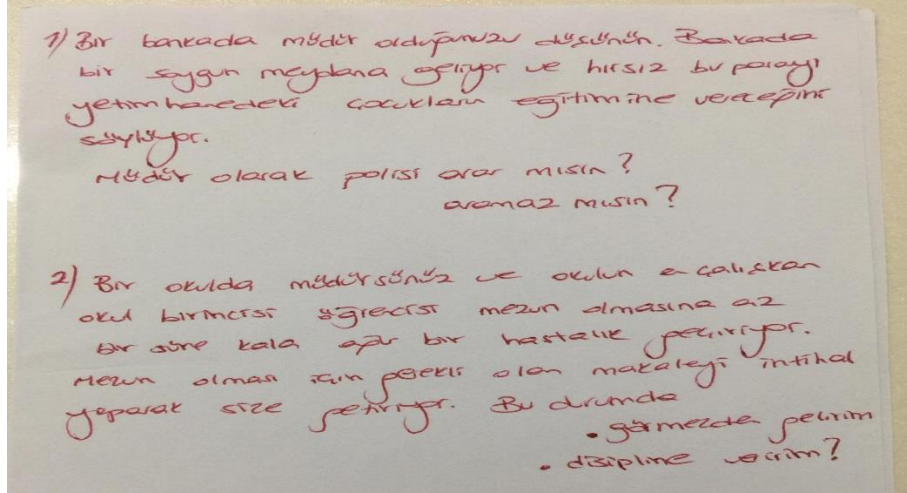 1) Bir bankada müdür olduğunuzu düşünün. Bankada
bir soygun meydana geliyor ve hırsız bu parayı
yetimhanedeki çocukların eğitimine vereceğini
söylüyor.
Müdür olarak polisi arar mısın?
aramaz mısın?
2) Bir okulda müdürsünüz ve okulun en çalışkan
okul birincisi öğrencisi mezun olmasına az
bir süre kala ağır bir hastalık geçiriyor.
Mezun olması için gerekli olan makaleyi intihal
yaparak size getiriyor. Bu durumda
• görmezden gelirim
• disipline veririm?